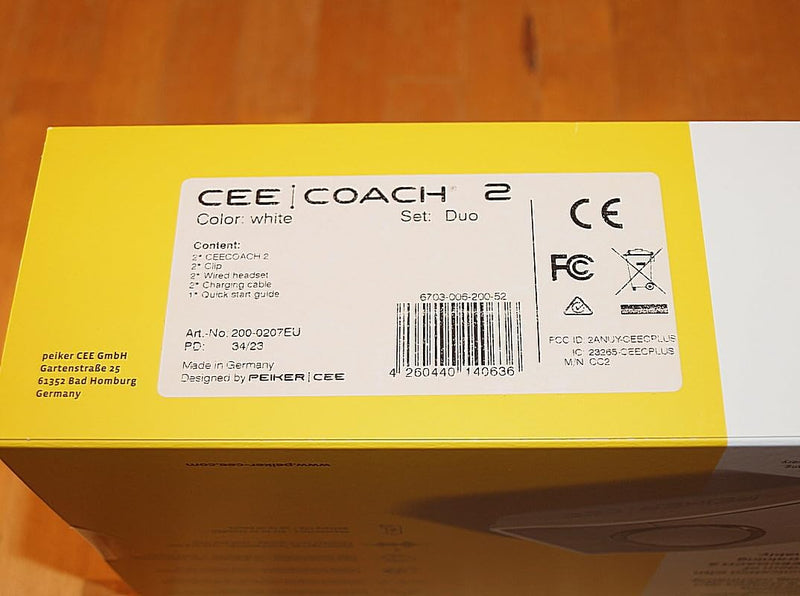 CEE|COACH® 2
Color: white Set: Duo
Content:
2* CEECOACH 2
2* Clip
2* Wired headset
2* Charging cable
1* Quick start guide
Art.-No: 200-0207EU
PD: 34/23
Made in Germany
Designed by PEIKER|CEE
6703-006-200-52
4 260440 140636
CE
FC
FCC ID: 2ANUY-CEECPLUS
IC: 23265-CEECPLUS
M/N: CC2
peiker CEE GmbH
Gartenstraße 25
61352 Bad Homburg
Germany
www.peiker-cee.com